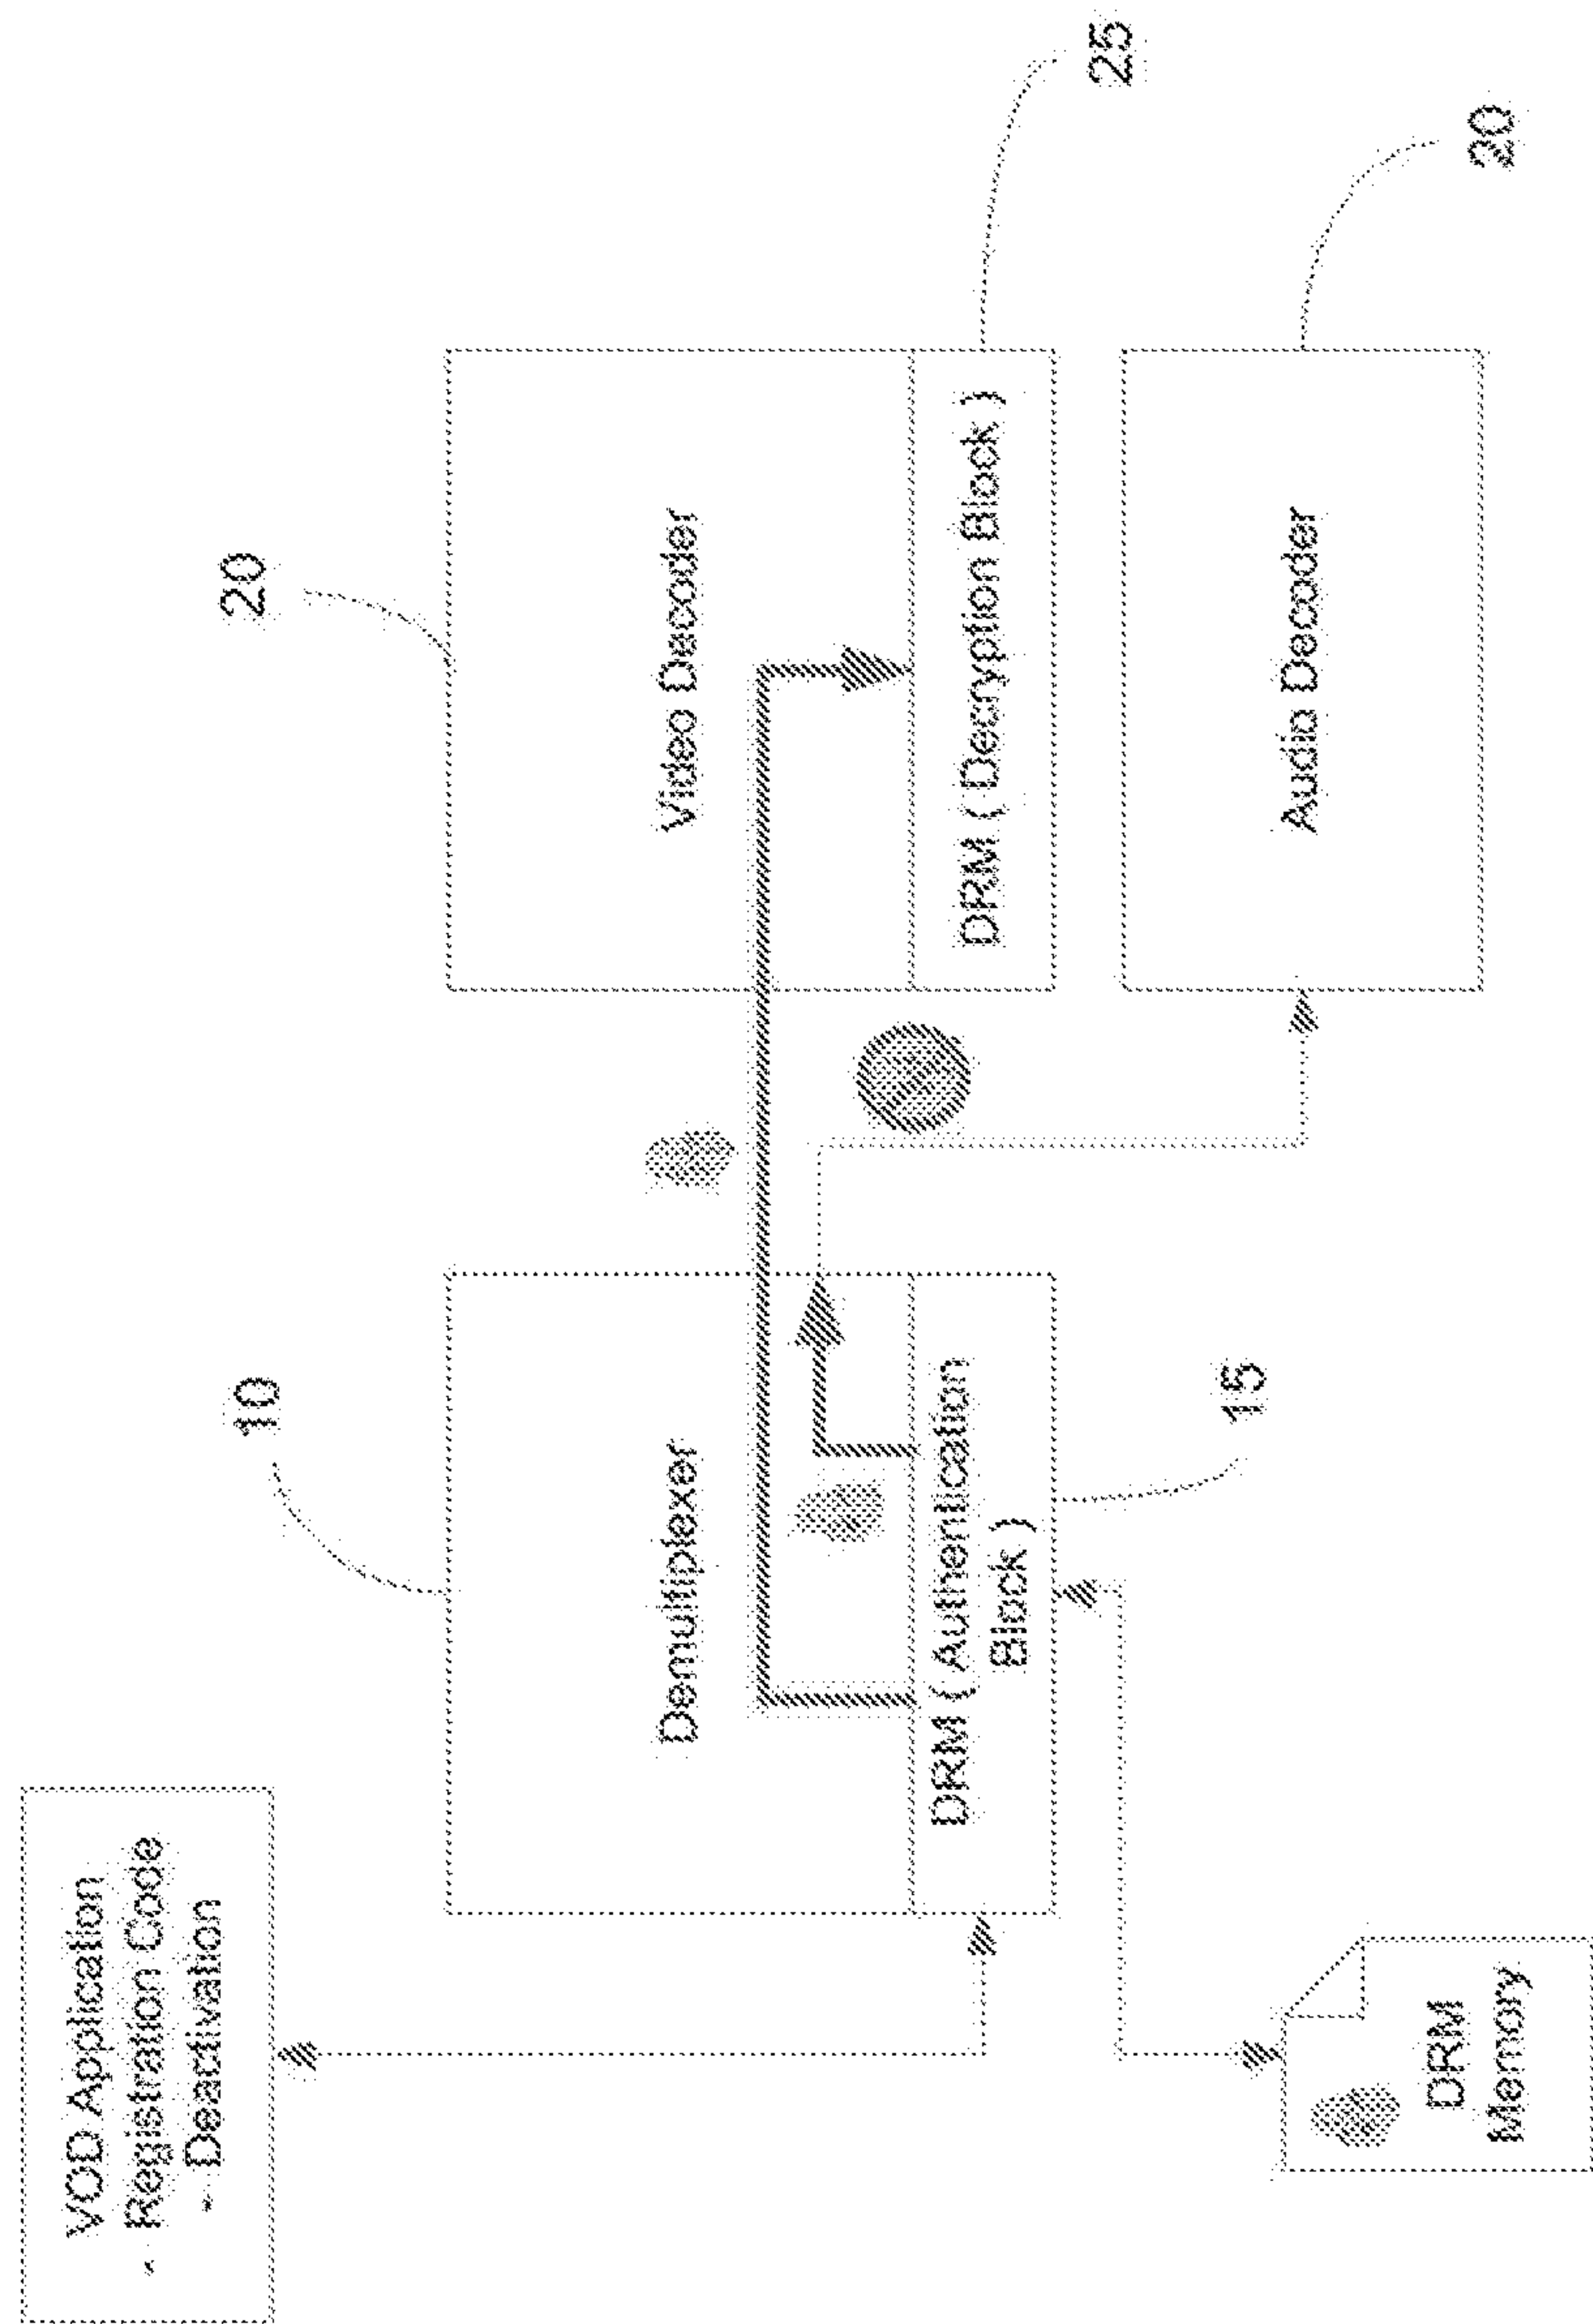 VOD Application
- Registration Code
- Deactivation
10
Demultiplexer
DRM ( Authentication
Block )
15
DRM
Memory
20
Video Decoder
DRM ( Decryption Block )
25
Audio Decoder
20